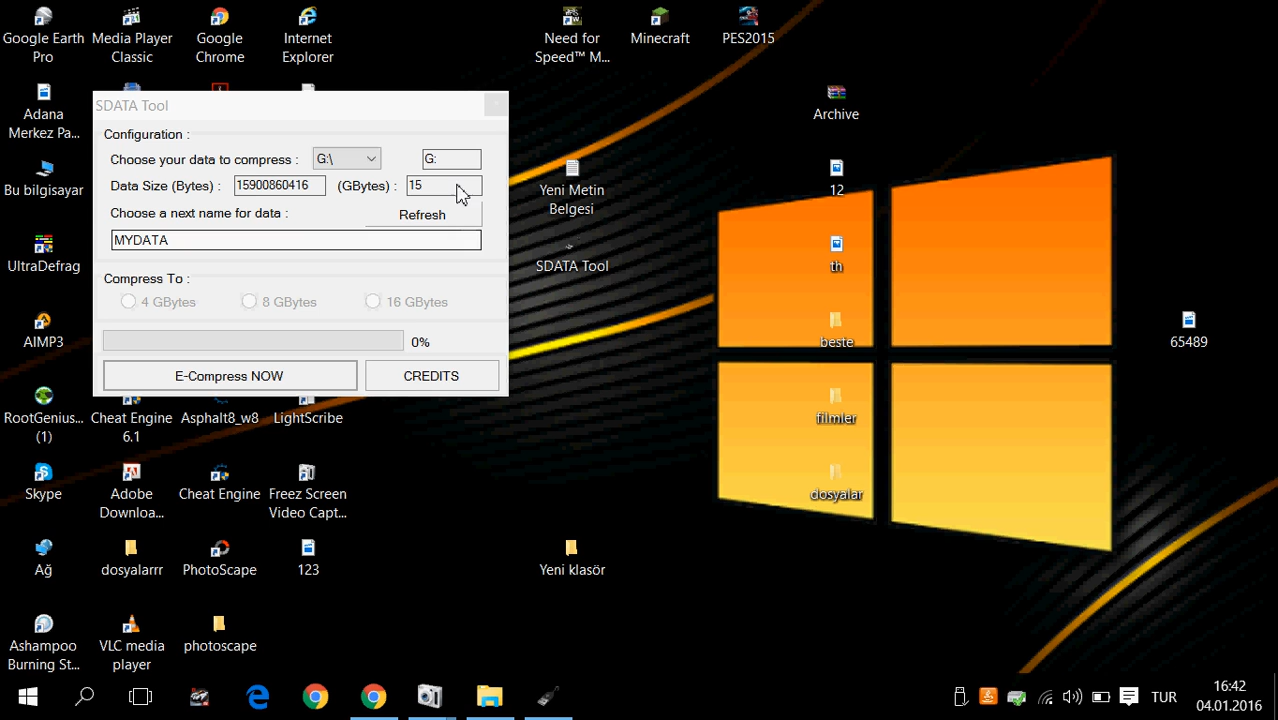 Google Earth
Pro
Media Player
Classic
Google
Chrome
Internet
Explorer
Need for
Speed™ M...
Minecraft
PES2015
Adana
Merkez Pa...
Archive
SDATA Tool
Configuration :
Choose your data to compress :
G:\
G:
Data Size (Bytes) :
15900860416
(GBytes) :
15
Choose a next name for data :
Refresh
MYDATA
Compress To :
4 GBytes
8 GBytes
16 GBytes
0%
E-Compress NOW
CREDITS
Bu bilgisayar
Yeni Metin
Belgesi
12
UltraDefrag
SDATA Tool
th
AIMP3
beste
65489
RootGenius...
(1)
Cheat Engine
6.1
Asphalt8_w8
LightScribe
filmler
Skype
Adobe
Downloa...
Cheat Engine
Freez Screen
Video Capt...
dosyalar
Ağ
dosyalarrr
PhotoScape
123
Yeni klasör
Ashampoo
Burning St...
VLC media
player
photoscape
TUR
16:42
04.01.2016